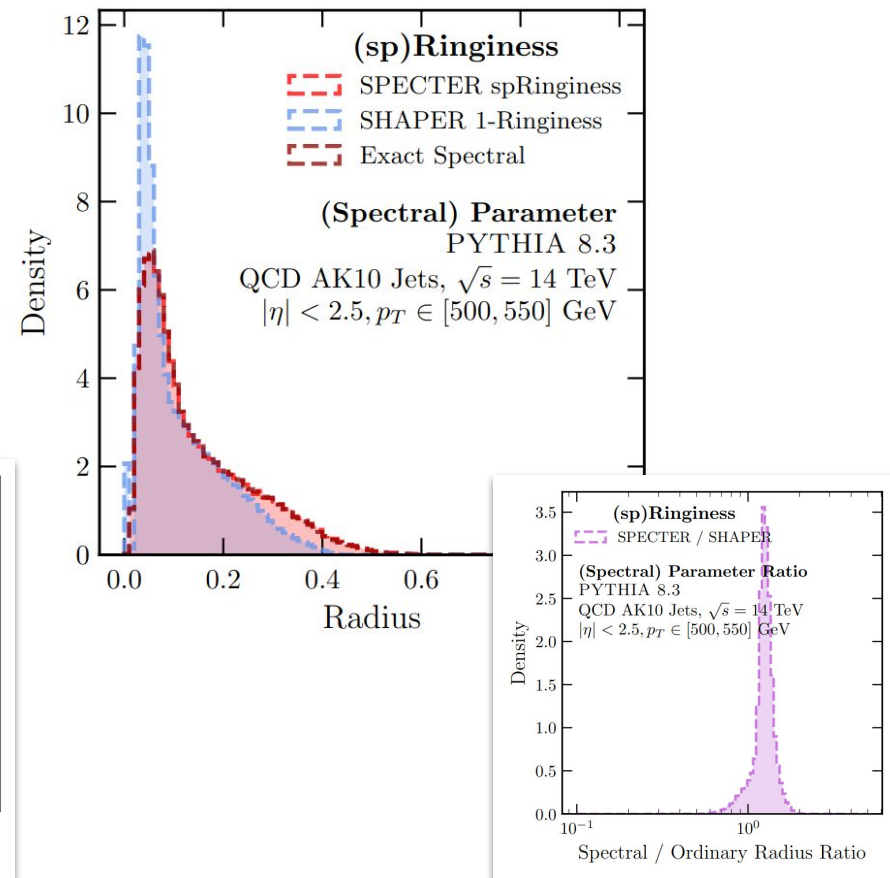 12
10
8
6
4
2
0
Density
(sp)Ringiness
SPECTER spRinginess
SHAPER 1-Ringiness
Exact Spectral
(Spectral) Parameter
PYTHIA 8.3
QCD AK10 Jets, √s = 14 TeV
|η| < 2.5, p_T ∈ [500, 550] GeV
0.0 0.2 0.4 0.6
Radius
3.5
3.0
2.5
2.0
1.5
1.0
0.5
0.0
Density
(sp)Ringiness
SPECTER / SHAPER
(Spectral) Parameter Ratio
PYTHIA 8.3
QCD AK10 Jets, √s = 14 TeV
|η| < 2.5, p_T ∈ [500, 550] GeV
10⁻¹ 10⁰
Spectral / Ordinary Radius Ratio